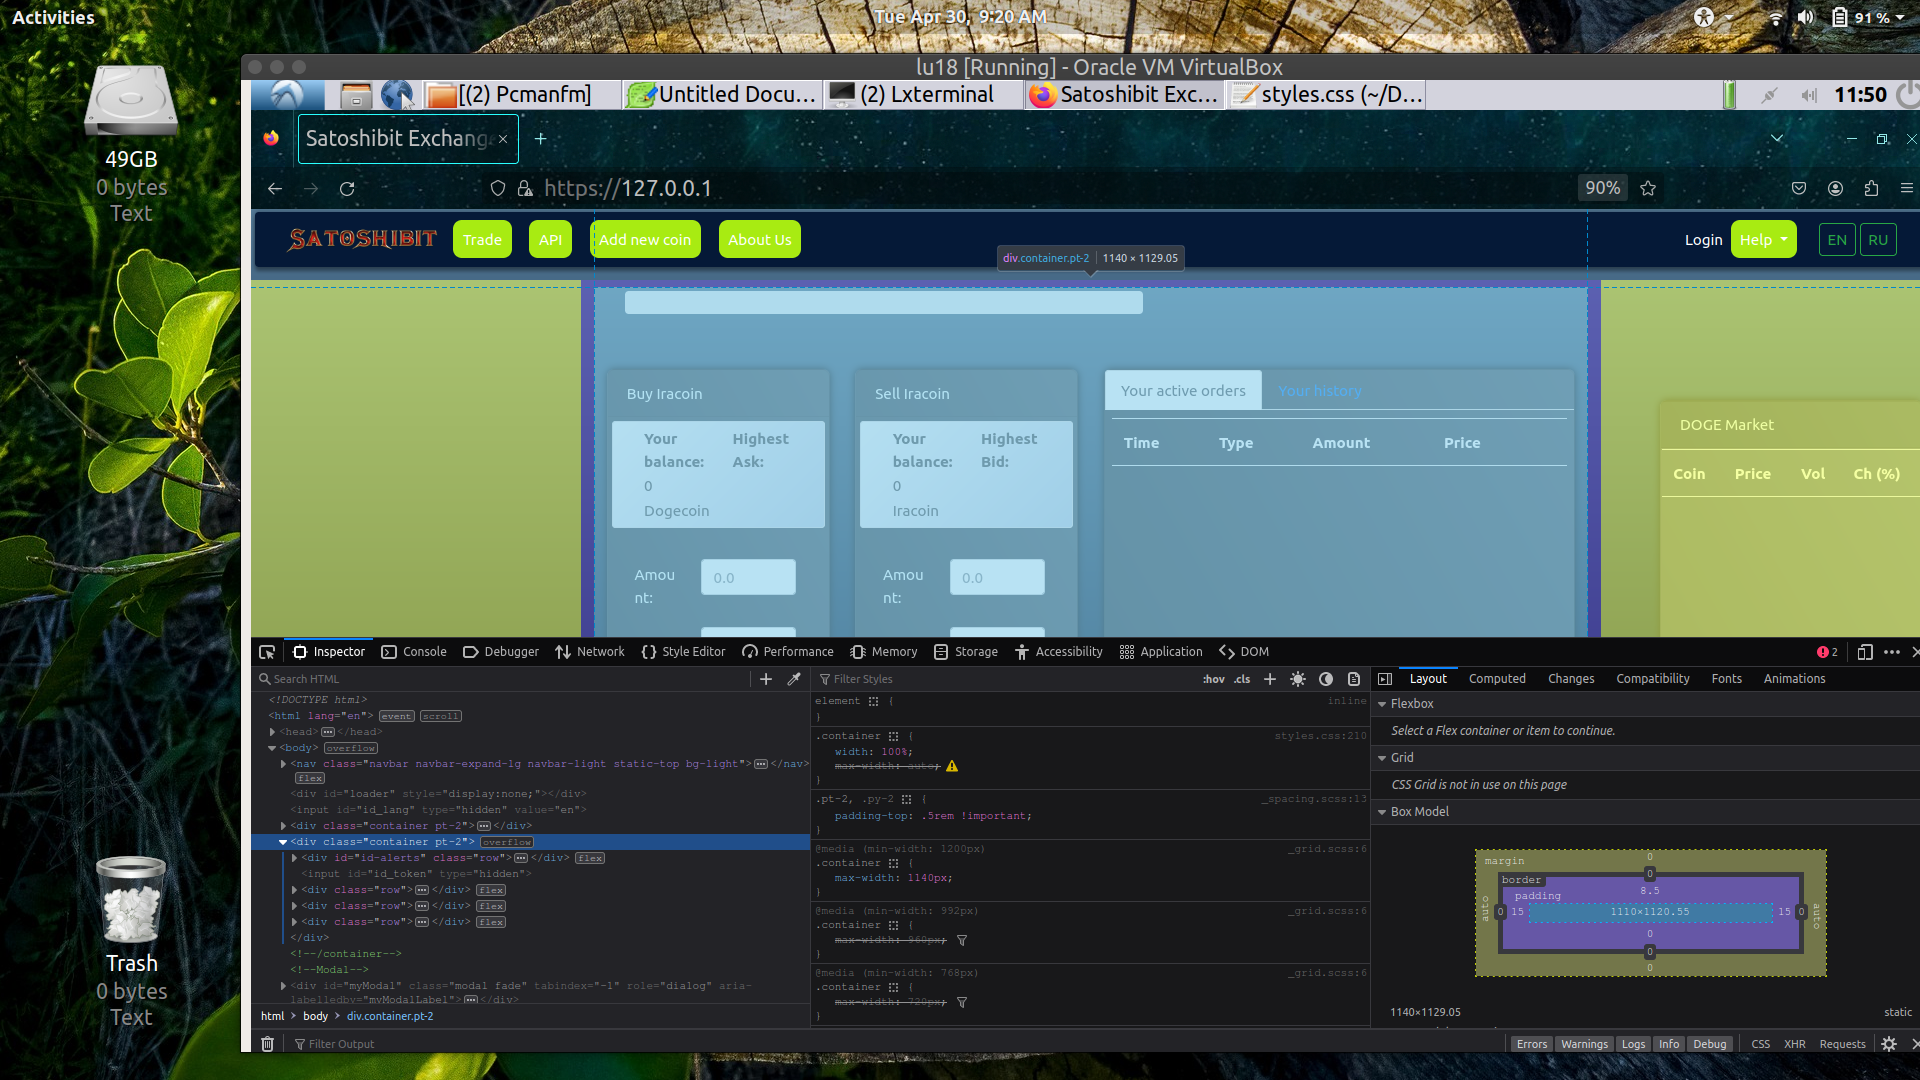 Activities
Tue Apr 30, 9:20 AM
91 %
49GB
0 bytes
Text
Trash
0 bytes
Text
lu18 [Running] - Oracle VM VirtualBox
[(2) Pcmanfm]
Untitled Docu...
(2) Lxterminal
Satoshibit Exc...
styles.css (~/D...
11:50
Satoshibit Exchang
https://127.0.0.1
90%
SATOSHIBIT
Trade
API
Add new coin
About Us
Login
Help
EN
RU
div.container.pt-2 1140 × 1129.05
Buy Iracoin
Your balance:
0
Dogecoin
Highest Ask:
Amou
nt:
0.0
Sell Iracoin
Your balance:
0
Iracoin
Highest Bid:
Amou
nt:
0.0
Your active orders
Your history
Time Type Amount Price
DOGE Market
Coin Price Vol Ch (%)
Inspector Console Debugger Network Style Editor Performance Memory Storage Accessibility Application DOM
2
Search HTML
<!DOCTYPE html>
<html lang="en"> event scroll
<head> </head>
<body> overflow
<nav class="navbar navbar-expand-lg navbar-light static-top bg-light"> </nav>
flex
<div id="loader" style="display:none;"></div>
<input id="id_lang" type="hidden" value="en">
<div class="container pt-2"> </div>
<div class="container pt-2"> overflow
<div id="id-alerts" class="row"> </div> flex
<input id="id_token" type="hidden">
<div class="row"> </div> flex
<div class="row"> </div> flex
<div class="row"> </div> flex
</div>
<!--/container-->
<!--Modal-->
<div id="myModal" class="modal fade" tabindex="-1" role="dialog" aria-
labelledby="myModalLabel"> </div>
html > body > div.container.pt-2
Filter Output
Filter Styles
:hov .cls
element { inline
}
.container { styles.css:210
width: 100%;
max-width: auto;
}
.pt-2, .py-2 { _spacing.scss:13
padding-top: .5rem !important;
}
@media (min-width: 1200px) _grid.scss:6
.container {
max-width: 1140px;
}
@media (min-width: 992px) _grid.scss:6
.container {
max-width: 960px;
}
@media (min-width: 768px) _grid.scss:6
.container {
max-width: 720px;
}
Layout Computed Changes Compatibility Fonts Animations
Flexbox
Select a Flex container or item to continue.
Grid
CSS Grid is not in use on this page
Box Model
margin
0
border
0
padding
8.5
auto 0 15 1110×1120.55 15 0 auto
0
0
0
1140×1129.05 static
Errors Warnings Logs Info Debug CSS XHR Requests